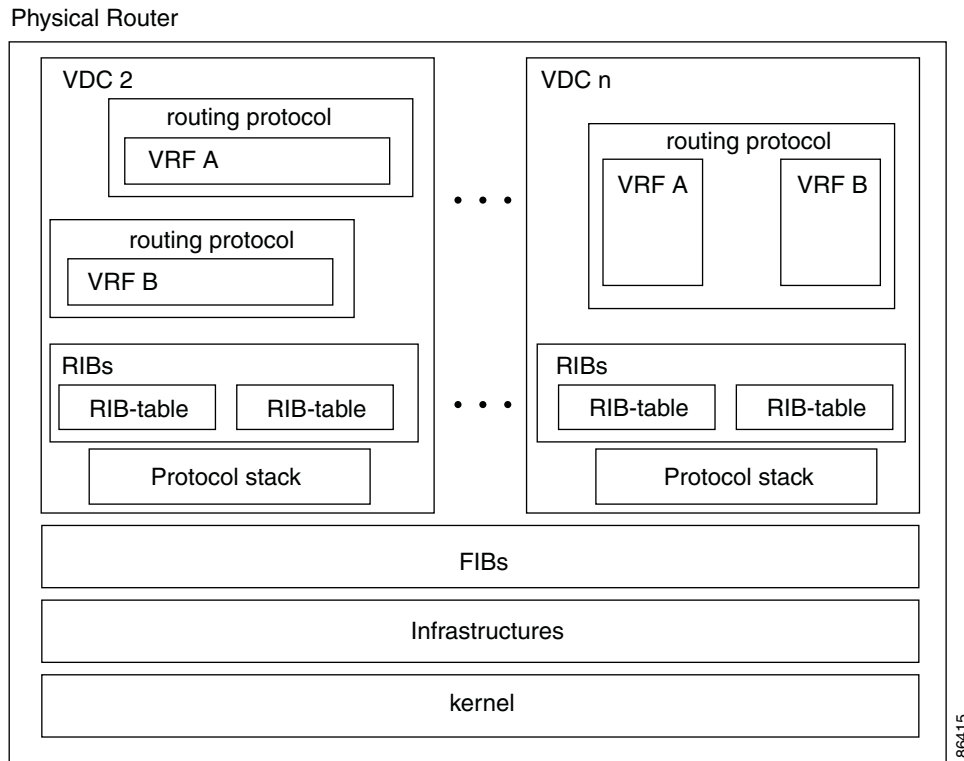 Physical Router
VDC 2
routing protocol
VRF A
routing protocol
VRF B
RIBs
RIB-table
RIB-table
Protocol stack
VDC n
routing protocol
VRF A
VRF B
RIBs
RIB-table
RIB-table
Protocol stack
FIBs
Infrastructures
kernel